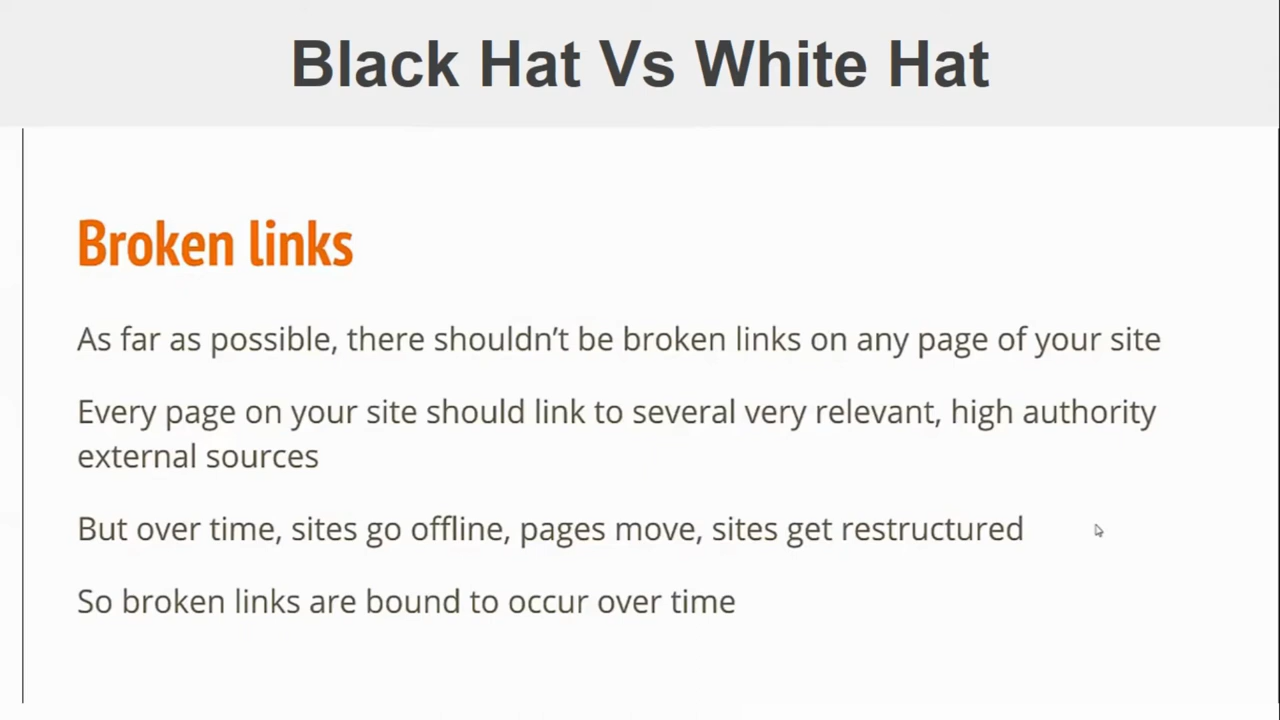 Black Hat Vs White Hat
Broken links
As far as possible, there shouldn’t be broken links on any page of your site
Every page on your site should link to several very relevant, high authority
external sources
But over time, sites go offline, pages move, sites get restructured
So broken links are bound to occur over time